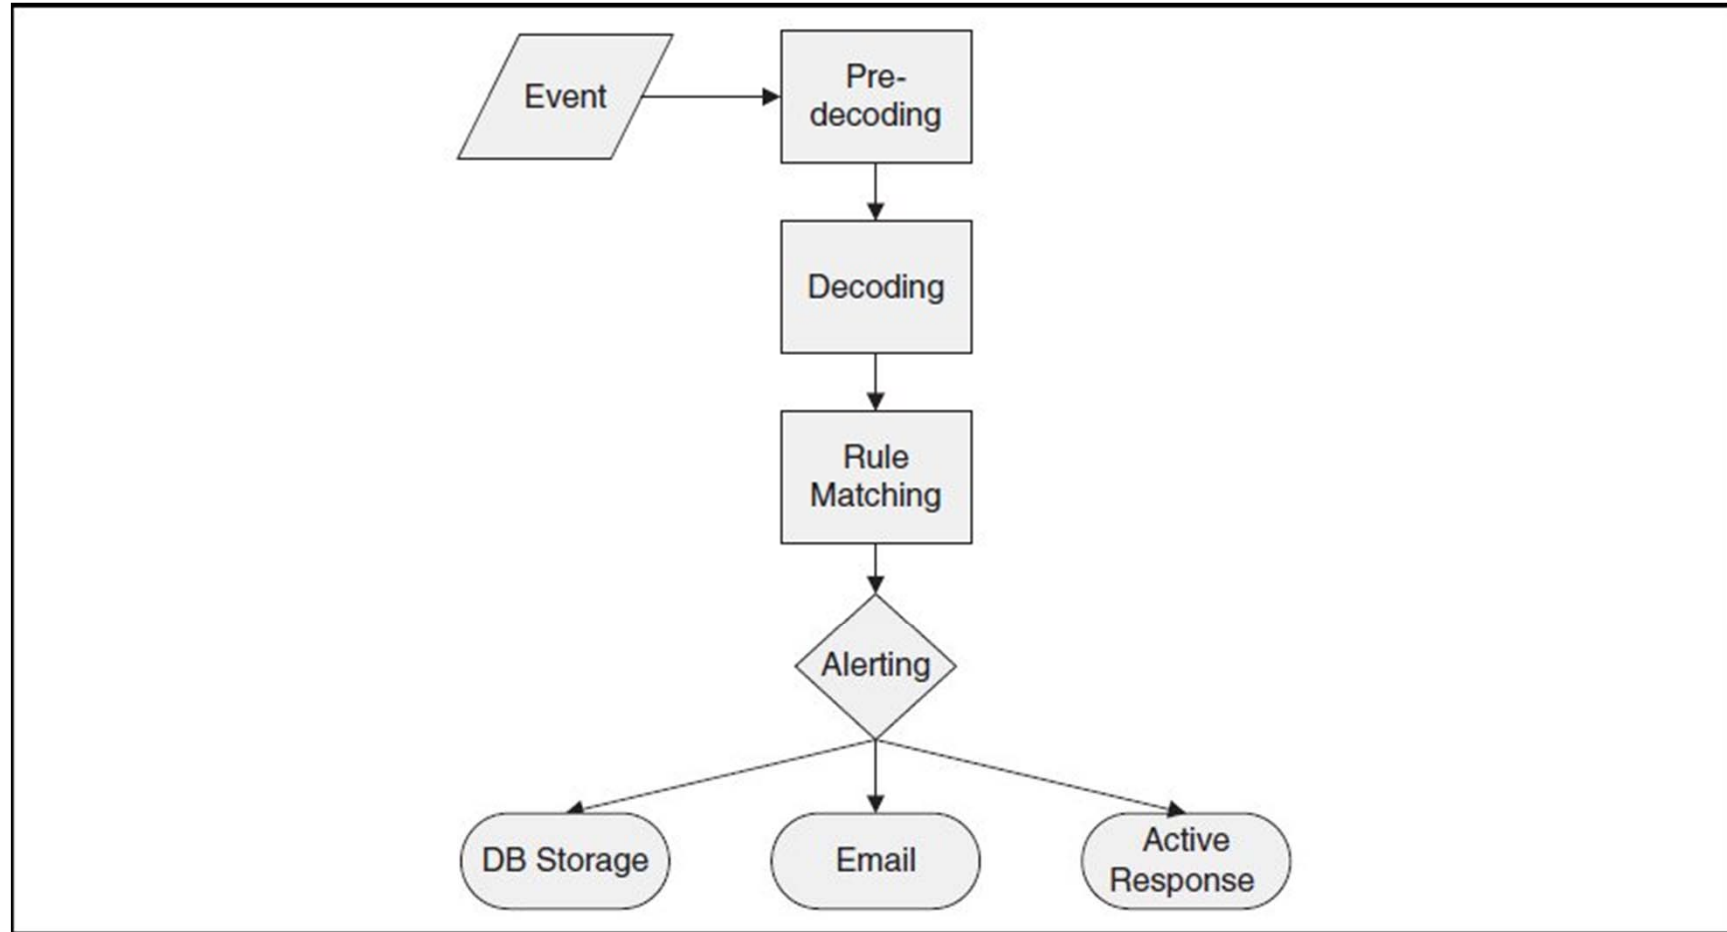 Event
Pre-
decoding
Decoding
Rule
Matching
Alerting
DB Storage
Email
Active
Response